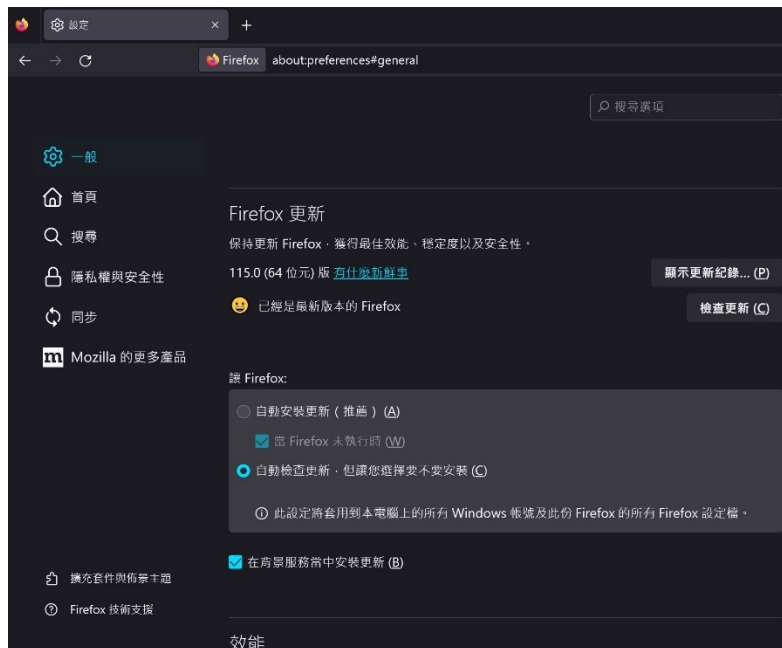 設定
Firefox about:preferences#general
搜尋選項
一般
首頁
搜尋
隱私權與安全性
同步
m Mozilla 的更多產品
Firefox 更新
保持更新 Firefox，獲得最佳效能、穩定度以及安全性。
115.0 (64 位元) 版 有什麼新鮮事
顯示更新紀錄... (P)
已經是最新版本的 Firefox
檢查更新 (C)
讓 Firefox:
自動安裝更新（推薦） (A)
當 Firefox 未執行時 (W)
自動檢查更新，但讓您選擇要不要安裝 (C)
此設定將套用到本電腦上的所有 Windows 帳號及此份 Firefox 的所有 Firefox 設定檔。
在背景服務當中安裝更新 (B)
擴充套件與佈景主題
Firefox 技術支援
效能